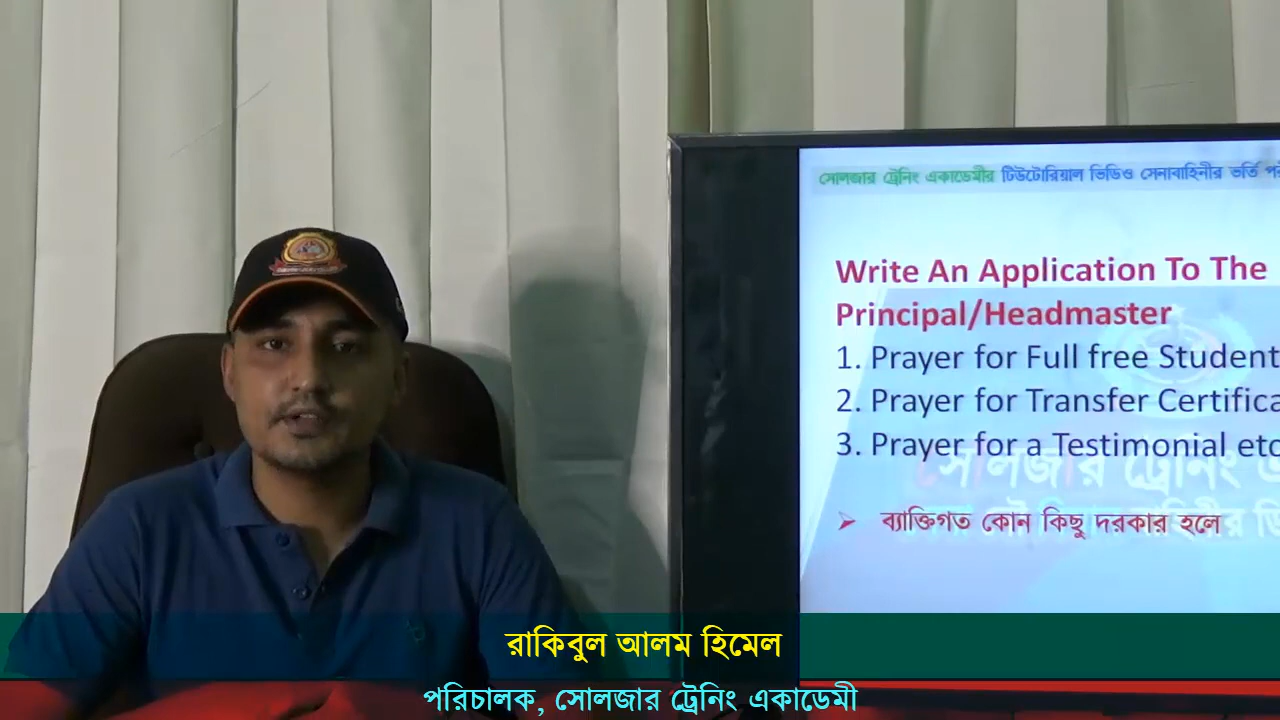 সোলজার ট্রেনিং একাডেমীর টিউটোরিয়াল ভিডিও সেনাবাহিনীর ভর্তি
Write An Application To The
Principal/Headmaster
1. Prayer for Full free Student
2. Prayer for Transfer
3. Prayer for a Testimonial etc
সোলজার ট্রেনিং
ব্যাক্তিগত কোন কিছু দরকার হলে
রাকিবুল আলম হিমেল
পরিচালক, সোলজার ট্রেনিং একাডেমী